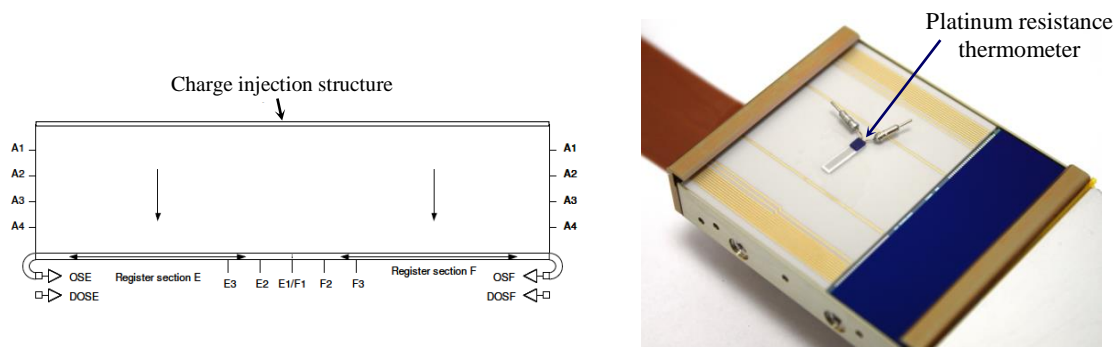 Charge injection structure
A1 A1
A2 A2
A3 A3
A4 A4
OSE Register section E Register section F OSF
E3 E2 E1/F1 F2 F3
DOSE DOSF
Platinum resistance
thermometer